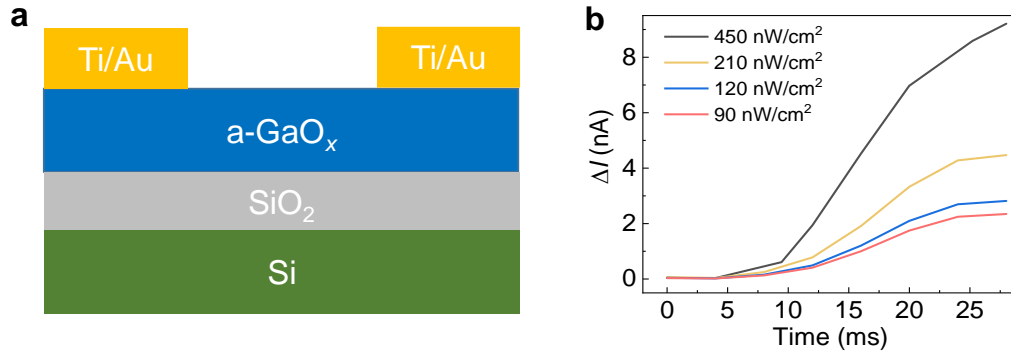 a
Ti/Au
Ti/Au
a-GaOₓ
SiO₂
Si
b
450 nW/cm²
210 nW/cm²
120 nW/cm²
90 nW/cm²
ΔI (nA)
8
6
4
2
0
0
5
10
15
20
25
Time (ms)